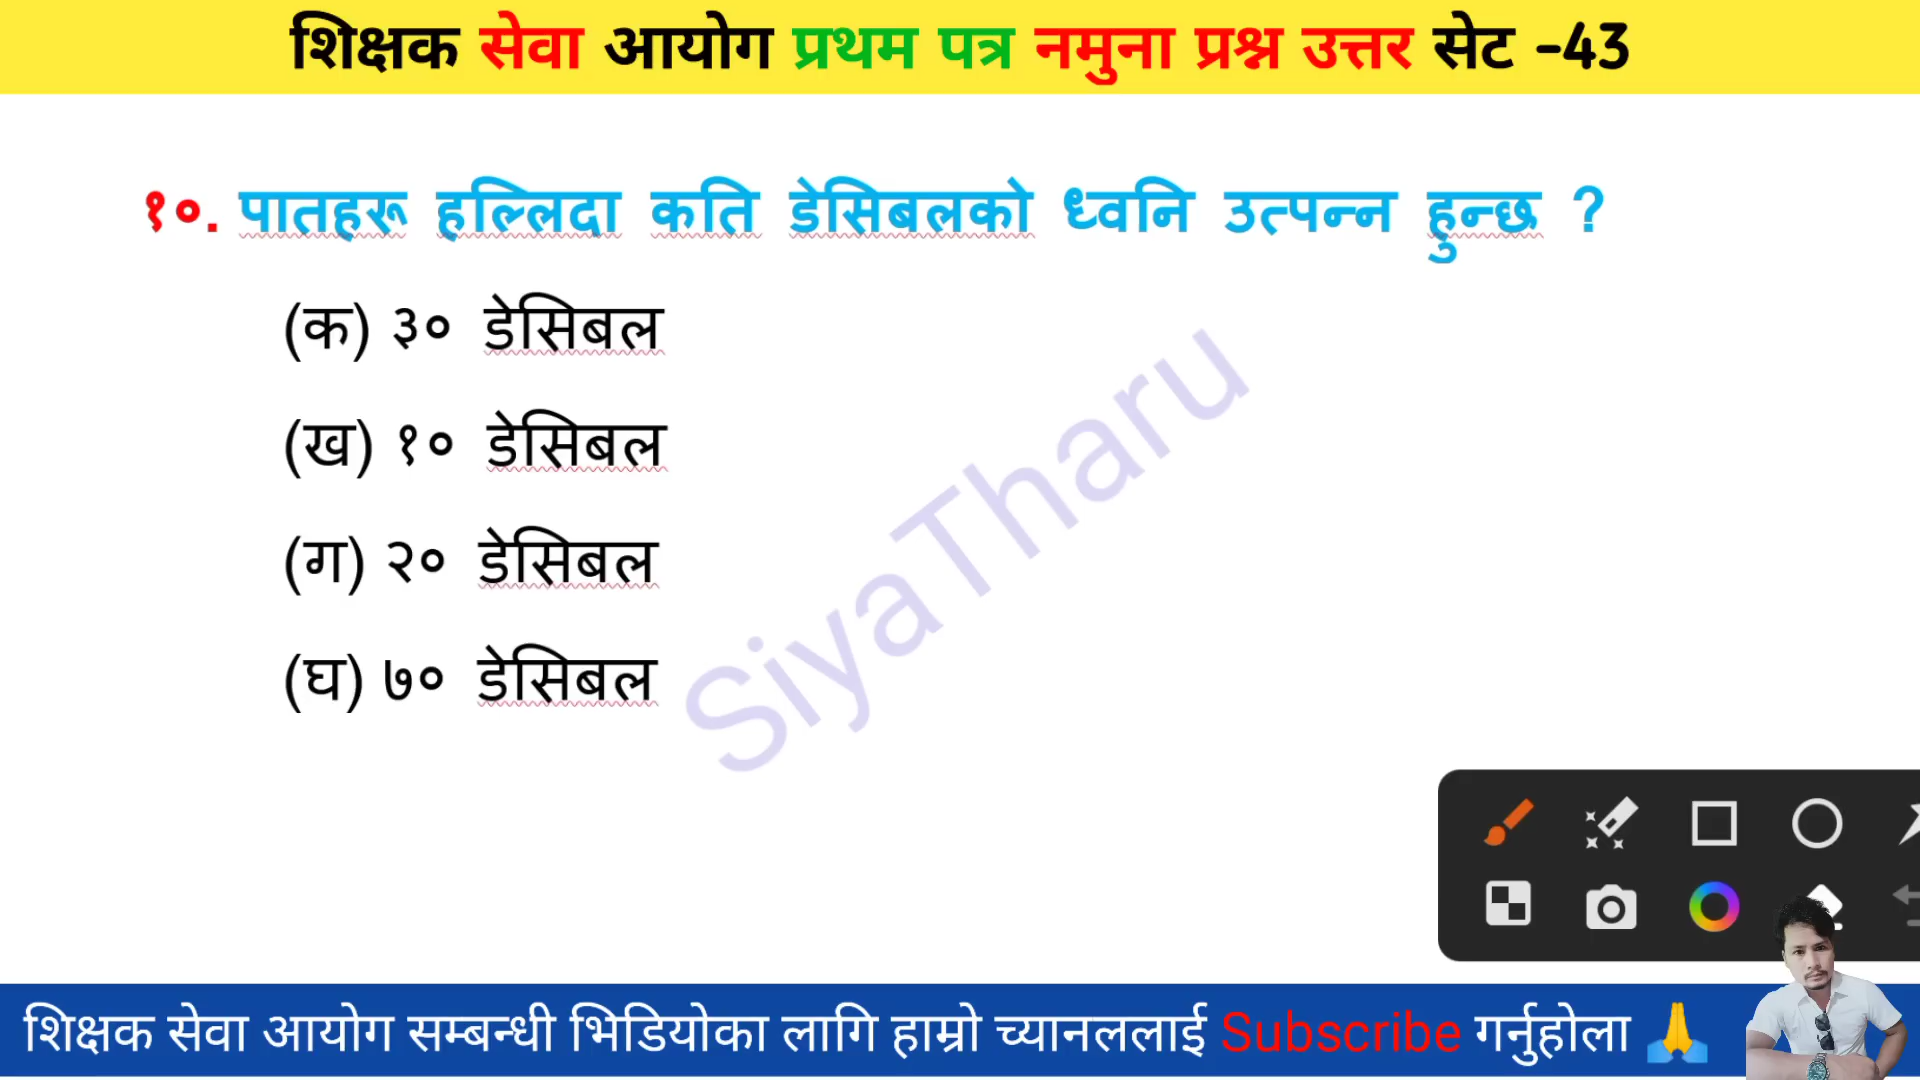 शिक्षक सेवा आयोग प्रथम पत्र नमुना प्रश्न उत्तर सेट -43
१०. पातहरू हल्लिदा कति डेसिबलको ध्वनि उत्पन्न हुन्छ ?
(क) ३० डेसिबल
(ख) १० डेसिबल
(ग) २० डेसिबल
(घ) ७० डेसिबल
SiyaTharu
शिक्षक सेवा आयोग सम्बन्धी भिडियोका लागि हाम्रो च्यानललाई Subscribe गर्नुहोला 🙏